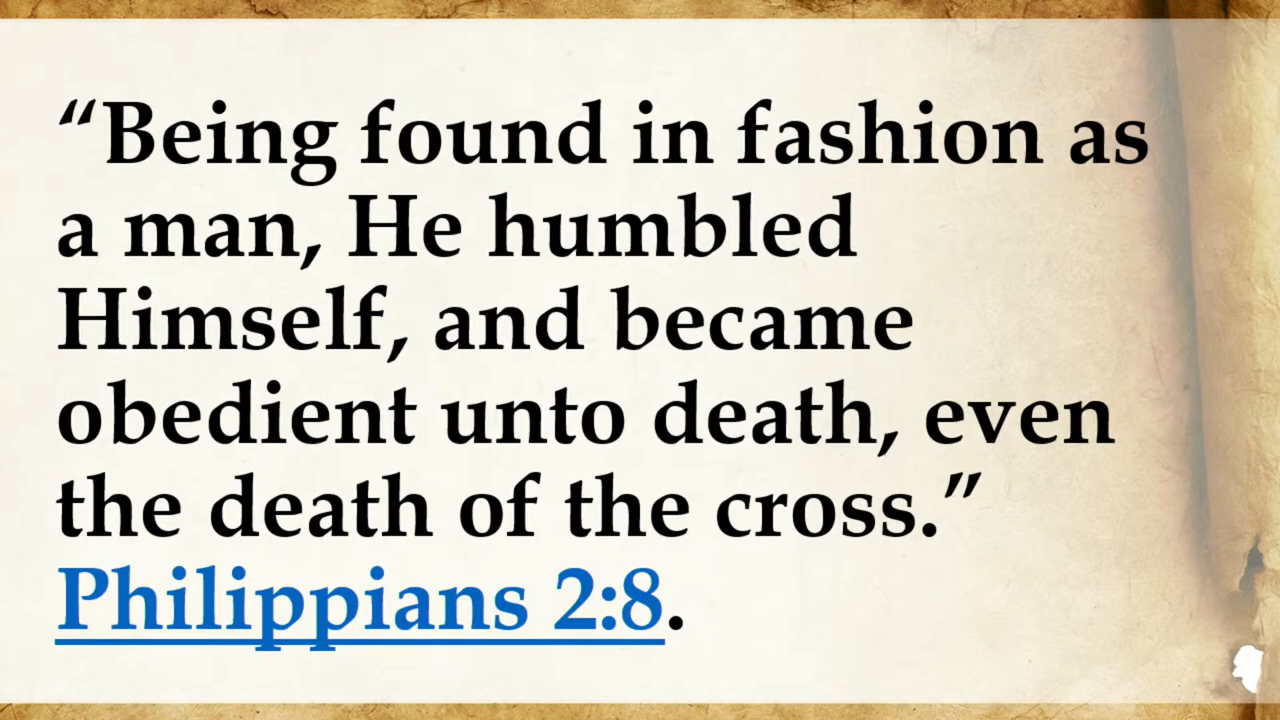 “Being found in fashion as
a man, He humbled
Himself, and became
obedient unto death, even
the death of the cross.”
Philippians 2:8.